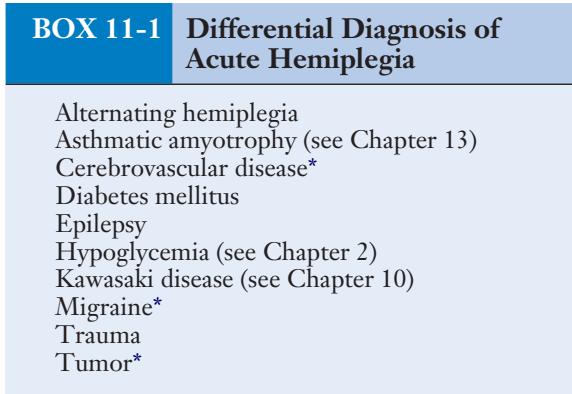 BOX 11-1 Differential Diagnosis of
Acute Hemiplegia
Alternating hemiplegia
Asthmatic amyotrophy (see Chapter 13)
Cerebrovascular disease*
Diabetes mellitus
Epilepsy
Hypoglycemia (see Chapter 2)
Kawasaki disease (see Chapter 10)
Migraine*
Trauma
Tumor*